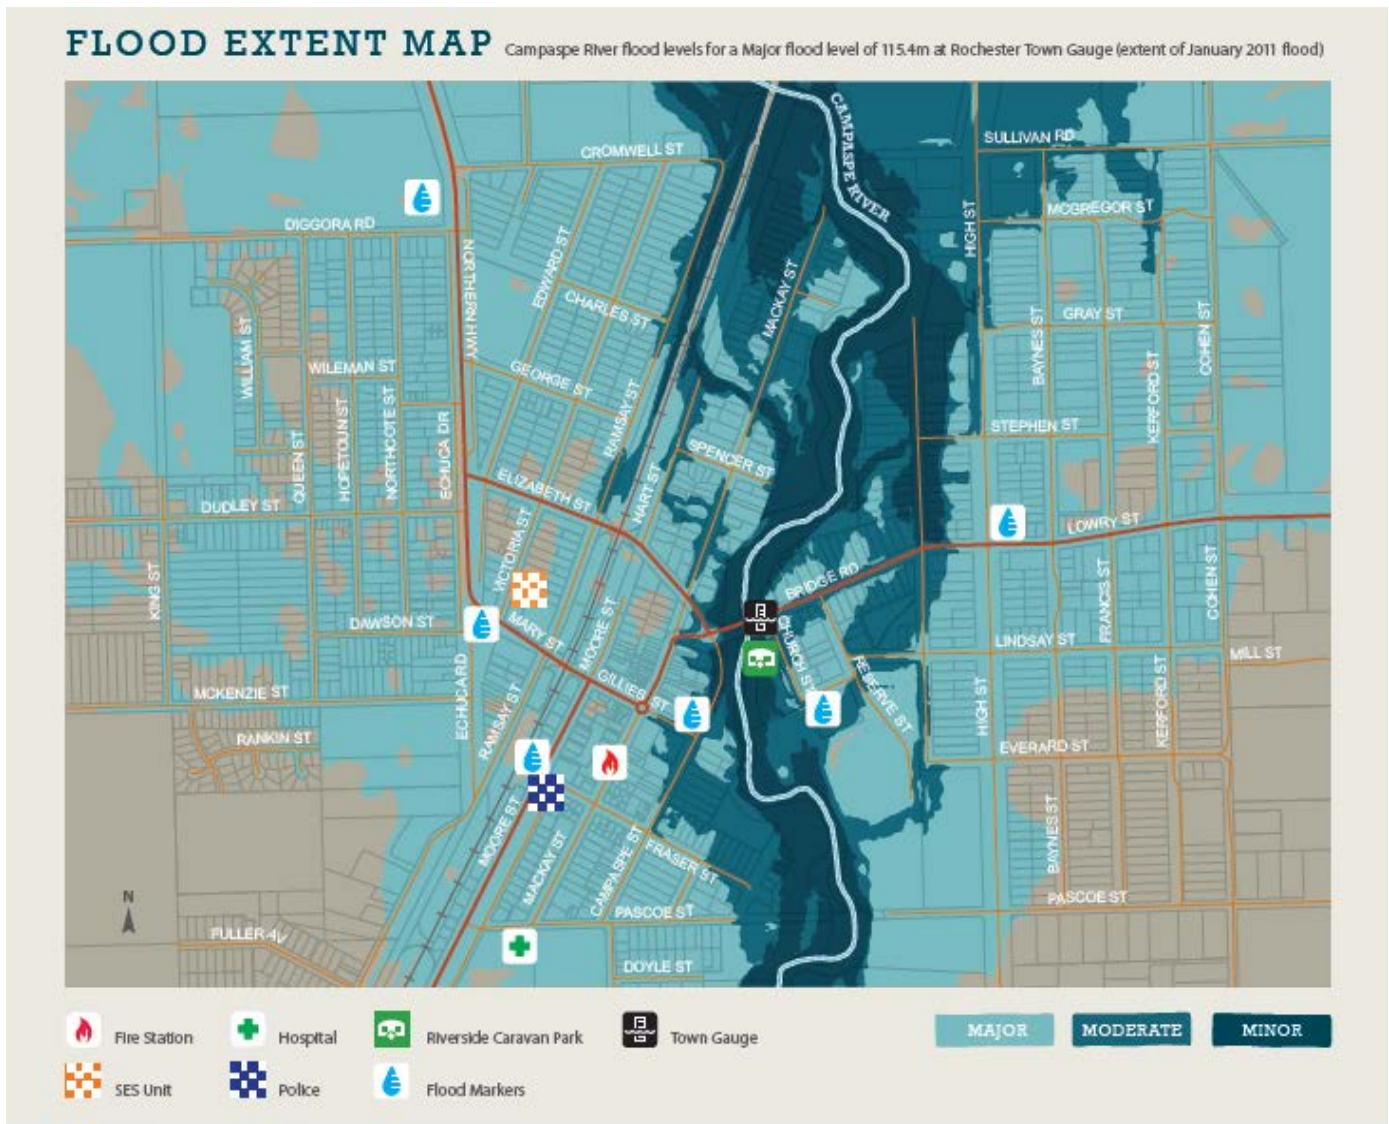 FLOOD EXTENT MAP Campaspe River flood levels for a Major flood level of 115.4m at Rochester Town Gauge (extent of January 2011 flood)
CAMPASPE RIVER
SULLIVAN RD
CROMWELL ST
MCGREGOR ST
DIGGORA RD
HIGH ST
NORTHERN HWY
EDWARD ST
MACKAY ST
CHARLES ST
GRAY ST
WILLIAM ST
BAYNES ST
COHEN ST
WILEMAN ST
GEORGE ST
KERFORD ST
RAMSAY ST
HOPETOUN ST
NORTHCOTE ST
STEPHEN ST
QUEEN ST
ECHUCA DR
SPENCER ST
ELIZABETH ST
HART ST
DUDLEY ST
LOWRY ST
VICTORIA ST
BRIDGE RD
KING ST
FRANCIS ST
COHEN ST
DAWSON ST
MARY ST
MOORE ST
CHURCH ST
LINDSAY ST
MILL ST
RESERVE ST
MCKENZIE ST
GILLIES ST
ECHUCA RD
RAMSAY ST
HIGH ST
KERFORD ST
RANKIN ST
EVERARD ST
MOORE ST
MACKAY ST
CAMPASPE ST
FRASER ST
BAYNES ST
PASCOE ST
PASCOE ST
N
FULLER AV
DOYLE ST
Fire Station
Hospital
Riverside Caravan Park
Town Gauge
MAJOR
MODERATE
MINOR
SES Unit
Police
Flood Markers